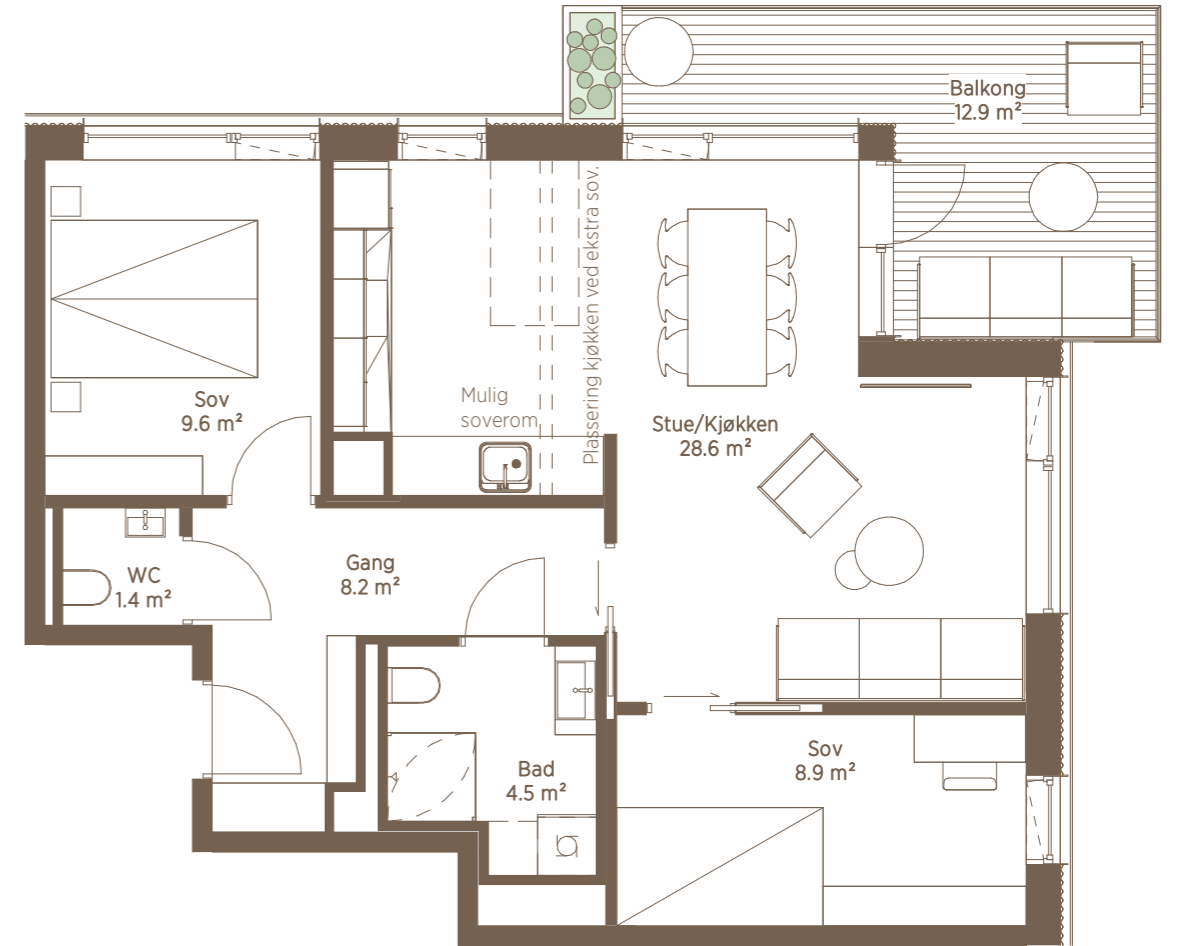 Balkong
12.9 m²
Plassering kjøkken ved ekstra sov.
Sov
9.6 m²
Mulig
soverom
Stue/Kjøkken
28.6 m²
WC
1.4 m²
Gang
8.2 m²
Bad
4.5 m²
Sov
8.9 m²